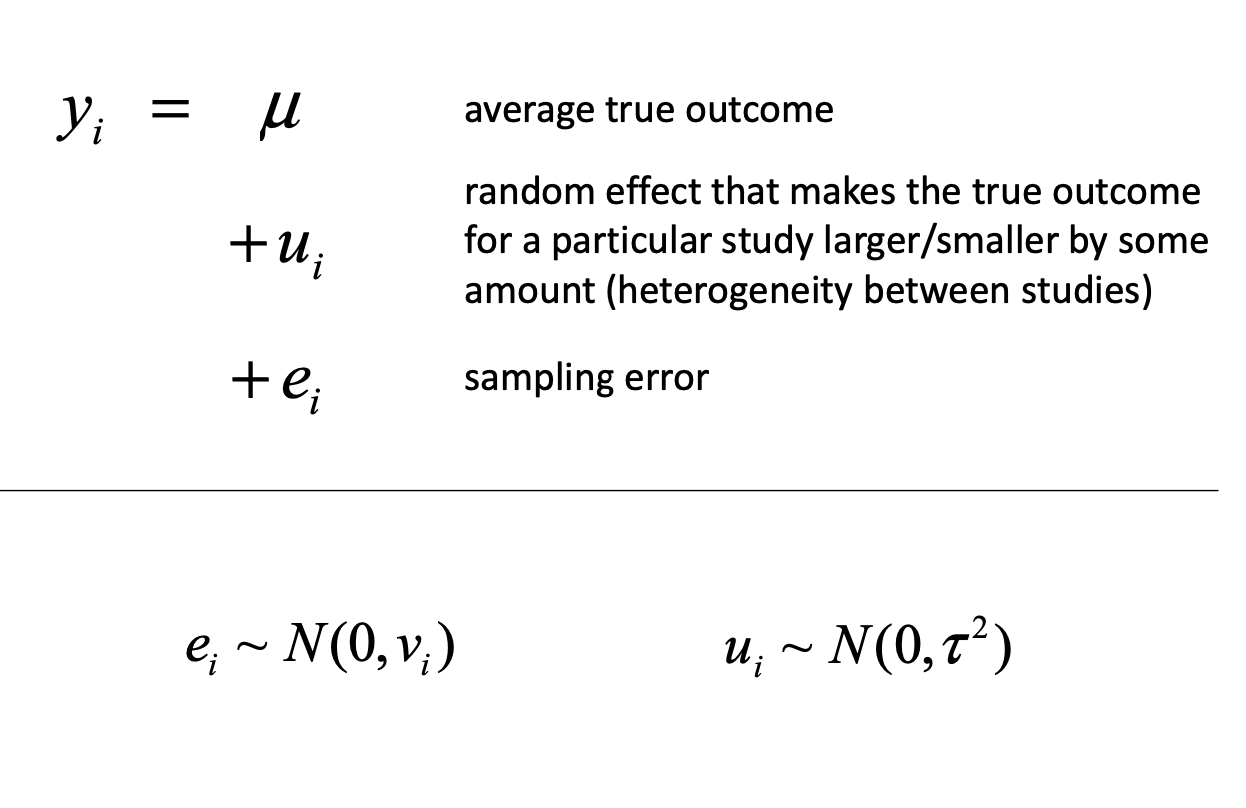 yᵢ = μ average true outcome
random effect that makes the true outcome
+uᵢ for a particular study larger/smaller by some
amount (heterogeneity between studies)
+eᵢ sampling error
eᵢ ~ N(0, vᵢ) uᵢ ~ N(0, τ²)